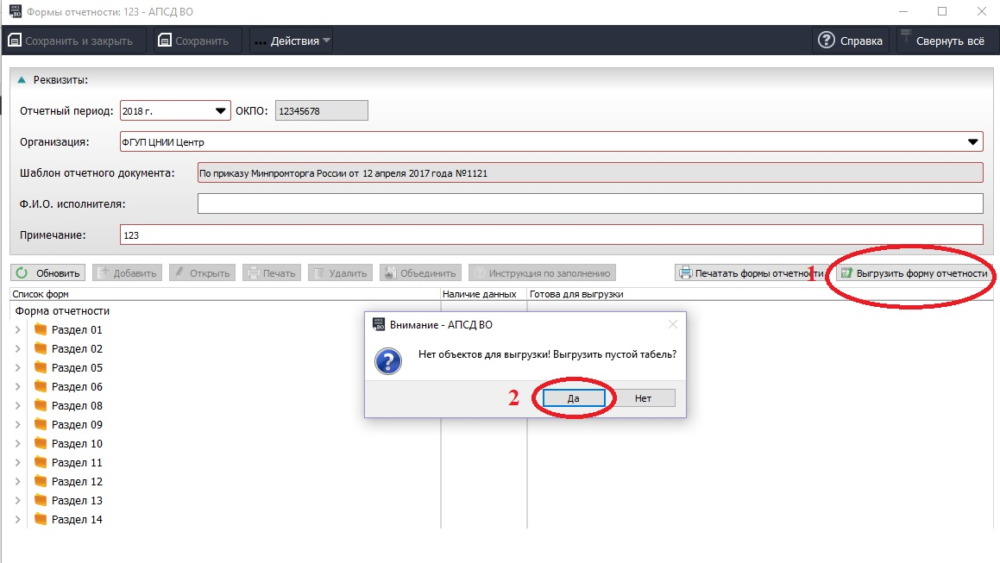 Формы отчетности: 123 - АПСД ВО
Сохранить и закрыть Сохранить ... Действия Справка Свернуть всё
Реквизиты:
Отчетный период: 2018 г. ОКПО: 12345678
Организация: ФГУП ЦНИИ Центр
Шаблон отчетного документа: По приказу Минпромторга России от 12 апреля 2017 года №1121
Ф.И.О. исполнителя:
Примечание: 123
Обновить Добавить Открыть Печать Удалить Объединить Инструкция по заполнению Печатать формы отчетности 1 Выгрузить форму отчетности
Список форм Наличие данных Готова для выгрузки
Форма отчетности
Раздел 01
Раздел 02
Раздел 05
Раздел 06
Раздел 08
Раздел 09
Раздел 10
Раздел 11
Раздел 12
Раздел 13
Раздел 14
Внимание - АПСД ВО
Нет объектов для выгрузки! Выгрузить пустой табель?
2 Да Нет